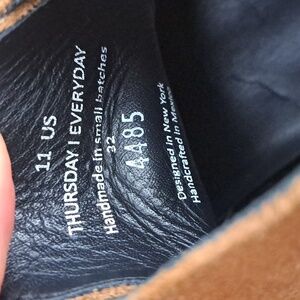 11 US
THURSDAY | EVERYDAY
Handmade in small batches
32
4485
Designed In New York
Handcrafted In Mexico